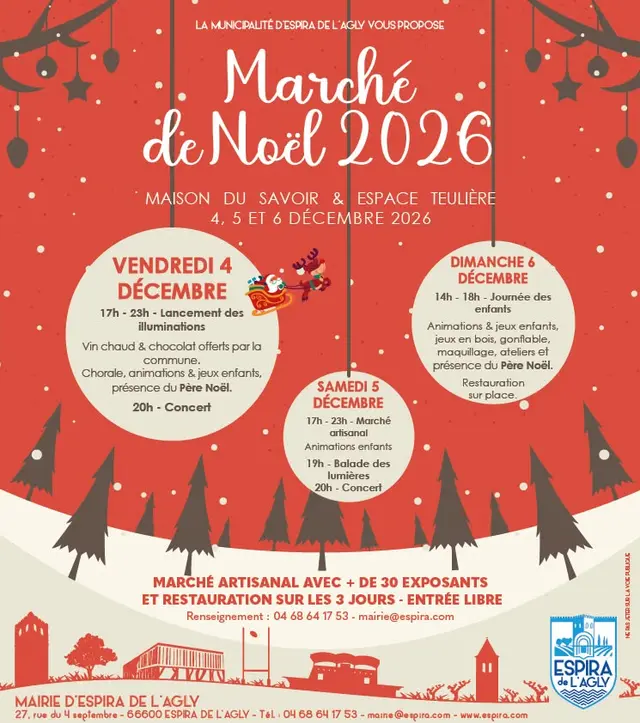 LA MUNICIPALITÉ D'ESPIRA DE L'AGLY VOUS PROPOSE
Marché
de Noël 2026
MAISON DU SAVOIR & ESPACE TEULIÈRE
4, 5 ET 6 DÉCEMBRE 2026
VENDREDI 4
DÉCEMBRE
17h - 23h - Lancement des
illuminations
Vin chaud & chocolat offerts par la
commune.
Chorale, animations & jeux enfants,
présence du Père Noël.
20h - Concert
SAMEDI 5
DÉCEMBRE
17h - 23h - Marché
artisanal
Animations enfants
19h - Balade des
lumières
20h - Concert
DIMANCHE 6
DÉCEMBRE
14h - 18h - Journée des
enfants
Animations & jeux enfants,
jeux en bois, gonflable,
maquillage, ateliers et
présence du Père Noël.
Restauration
sur place.
MARCHÉ ARTISANAL AVEC + DE 30 EXPOSANTS
ET RESTAURATION SUR LES 3 JOURS - ENTRÉE LIBRE
Renseignement : 04 68 64 17 53 - mairie@espira.com
NE PAS JETER SUR LA VOIE PUBLIQUE
ESPIRA
de L'AGLY
MAIRIE D'ESPIRA DE L'AGLY
27, rue du 4 septembre - 66600 ESPIRA DE L'AGLY - Tél : 04 68 64 17 53 - mairie@espira.com - www.espira.com